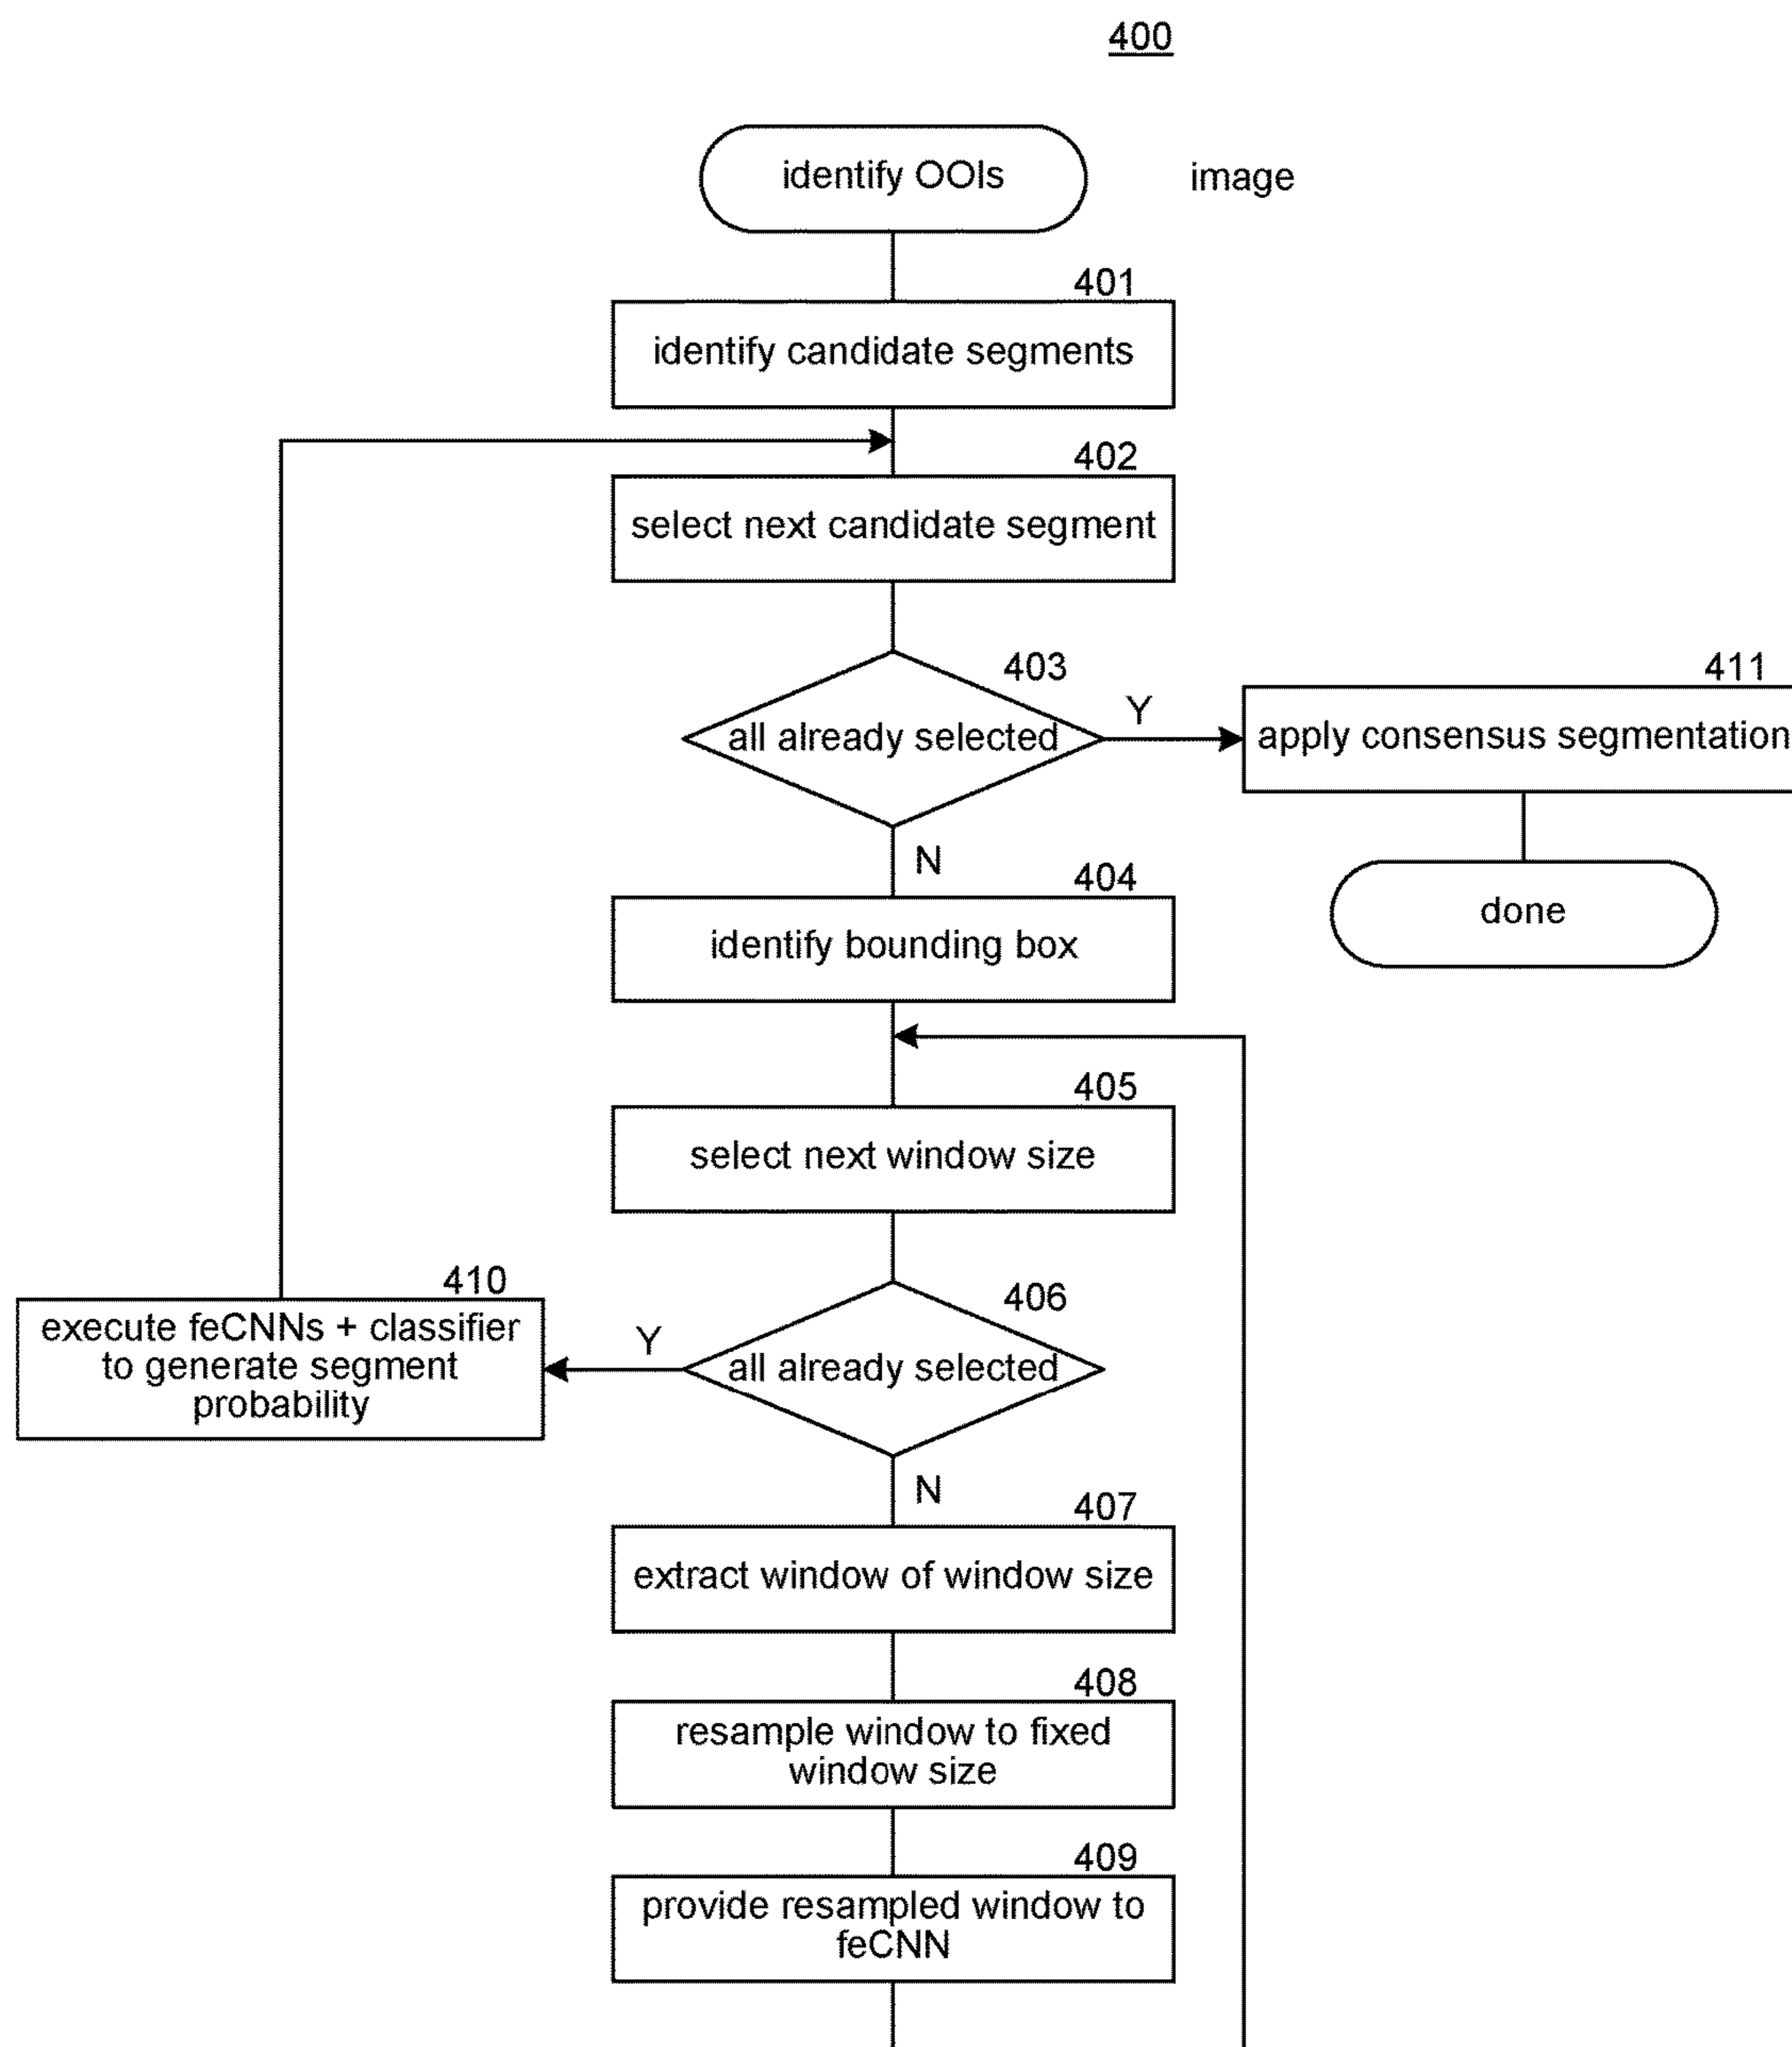 400
identify OOIs
image
401
identify candidate segments
402
select next candidate segment
403
all already selected
Y
411
apply consensus segmentation
N
404
identify bounding box
done
405
select next window size
410
execute feCNNs + classifier
to generate segment
probability
Y
406
all already selected
N
407
extract window of window size
408
resample window to fixed
window size
409
provide resampled window to
feCNN